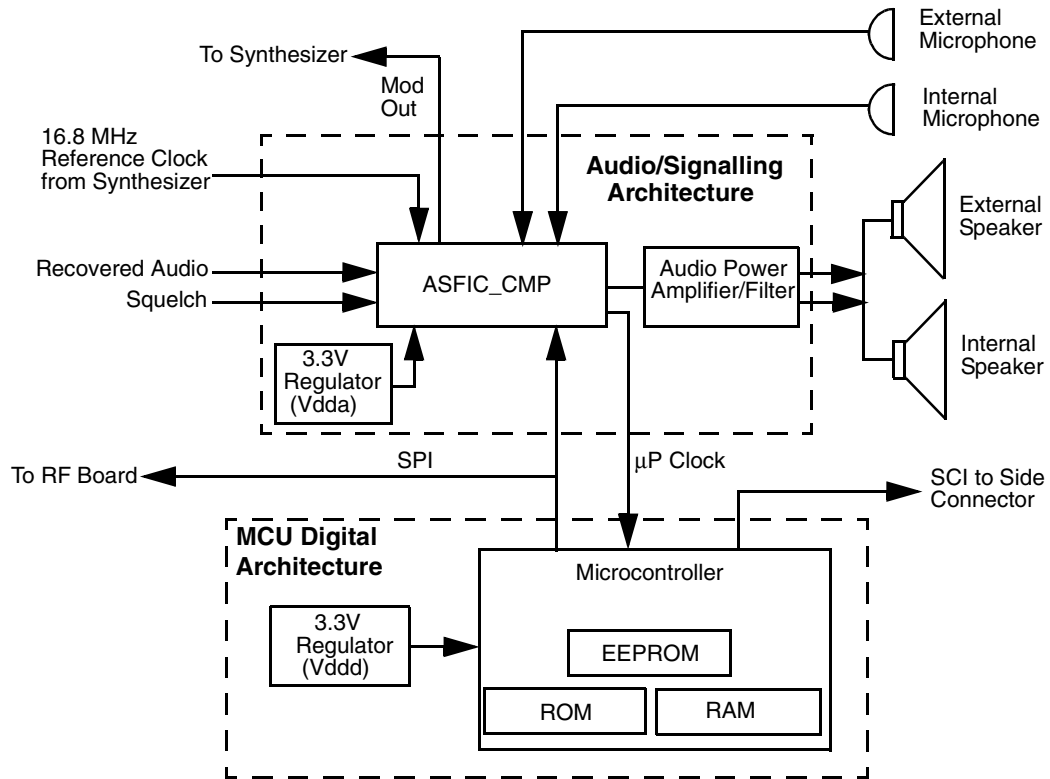 External
Microphone
To Synthesizer
Mod
Out
Internal
Microphone
16.8 MHz
Reference Clock
from Synthesizer
Audio/Signalling
Architecture
External
Speaker
Recovered Audio
Squelch
ASFIC_CMP
Audio Power
Amplifier/Filter
3.3V
Regulator
(Vdda)
Internal
Speaker
To RF Board
SPI
μP Clock
SCI to Side
Connector
MCU Digital
Architecture
Microcontroller
3.3V
Regulator
(Vddd)
EEPROM
ROM
RAM